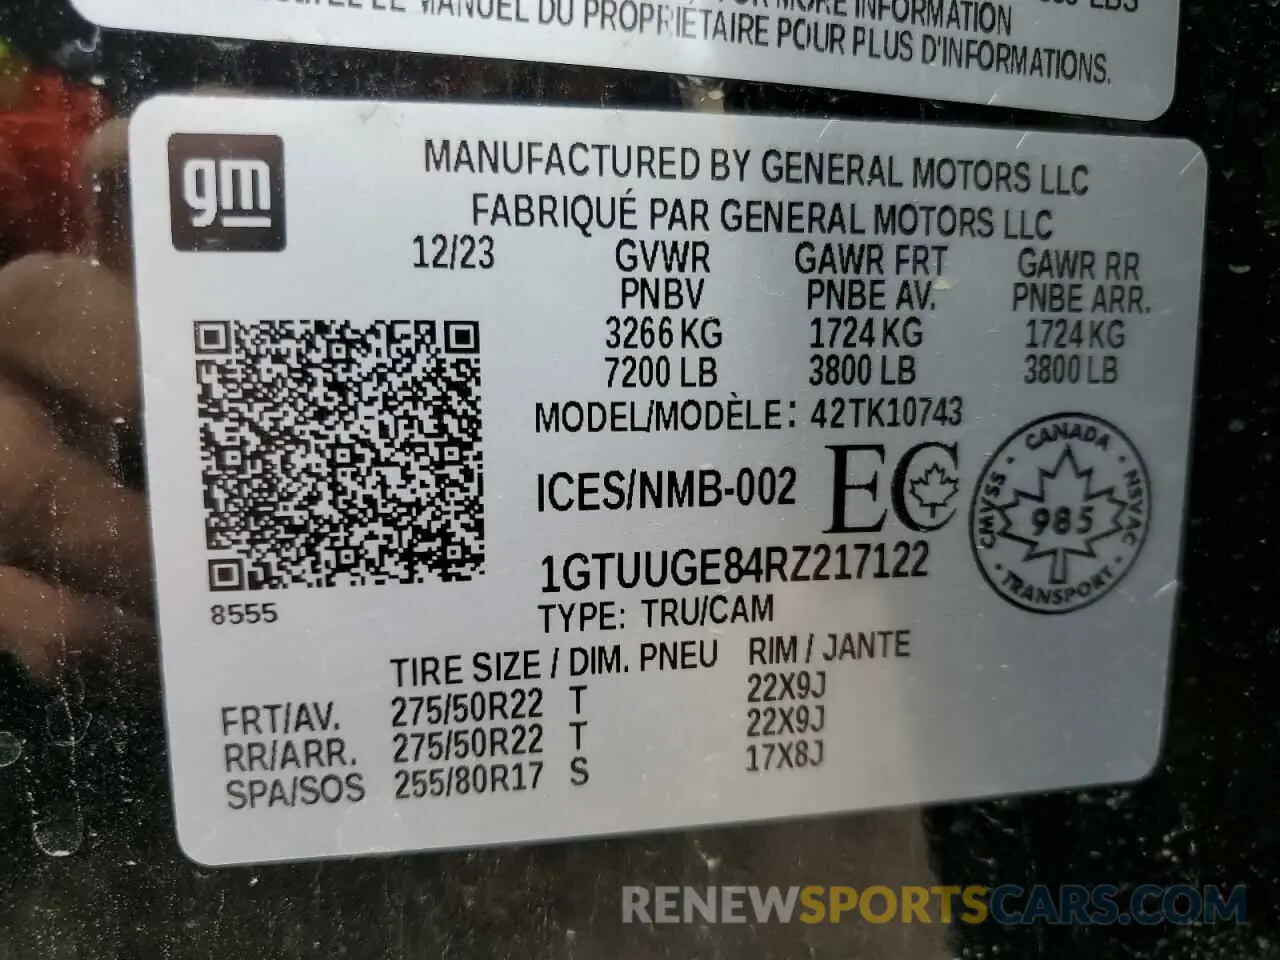 MORE INFORMATION
LE MANUEL DU PROPRIÉTAIRE POUR PLUS D'INFORMATIONS.
gm
MANUFACTURED BY GENERAL MOTORS LLC
FABRIQUÉ PAR GENERAL MOTORS LLC
12/23 GVWR GAWR FRT GAWR RR
PNBV PNBE AV. PNBE ARR.
3266 KG 1724 KG 1724 KG
7200 LB 3800 LB 3800 LB
MODEL/MODÈLE: 42TK10743
ICES/NMB-002 EC
CANADA
CMVSS 985 NSVAC
TRANSPORT
1GTUUGE84RZ217122
8555
TYPE: TRU/CAM
TIRE SIZE / DIM. PNEU RIM / JANTE
FRT/AV. 275/50R22 T 22X9J
RR/ARR. 275/50R22 T 22X9J
SPA/SOS 255/80R17 S 17X8J
RENEWSPORTSCARS.COM